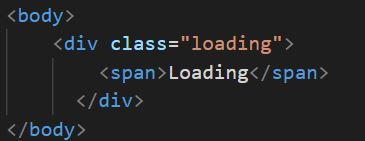 <body>
    <div class="loading">
        <span>Loading</span>
      </div>
</body>